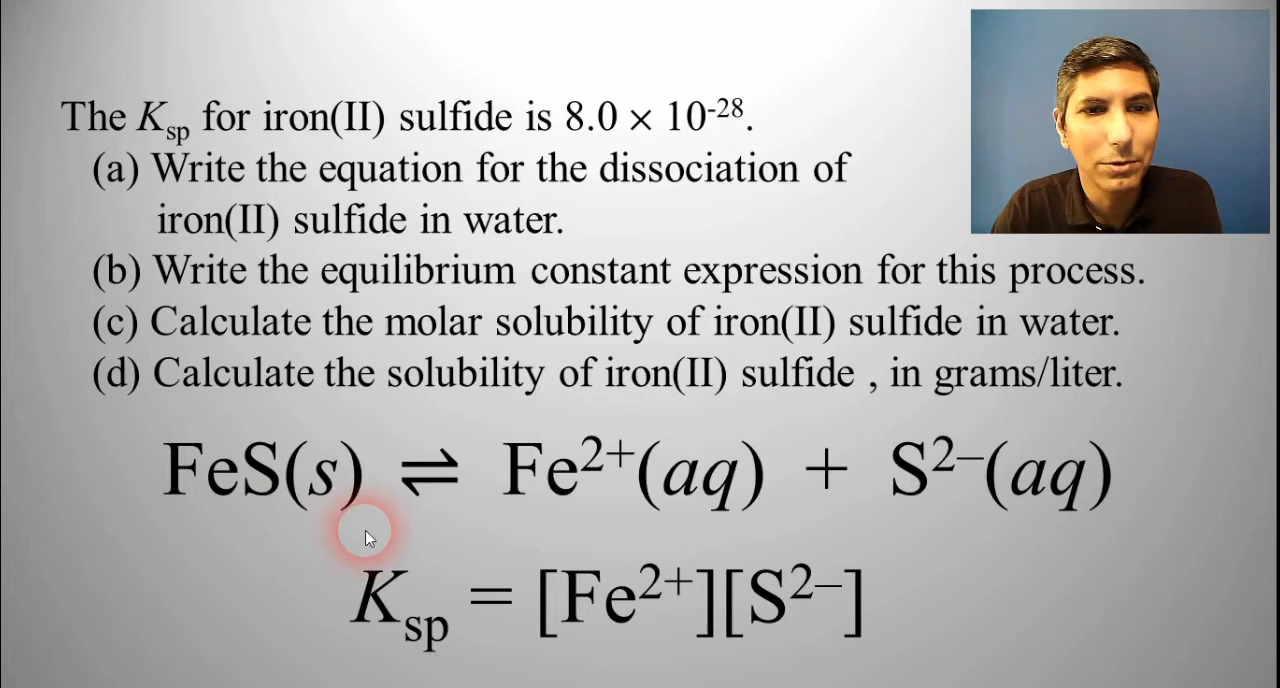 The Ksp for iron(II) sulfide is 8.0 × 10⁻²⁸.
(a) Write the equation for the dissociation of
iron(II) sulfide in water.
(b) Write the equilibrium constant expression for this process.
(c) Calculate the molar solubility of iron(II) sulfide in water.
(d) Calculate the solubility of iron(II) sulfide , in grams/liter.
FeS(s) ⇌ Fe²⁺(aq) + S²⁻(aq)
Ksp = [Fe²⁺][S²⁻]